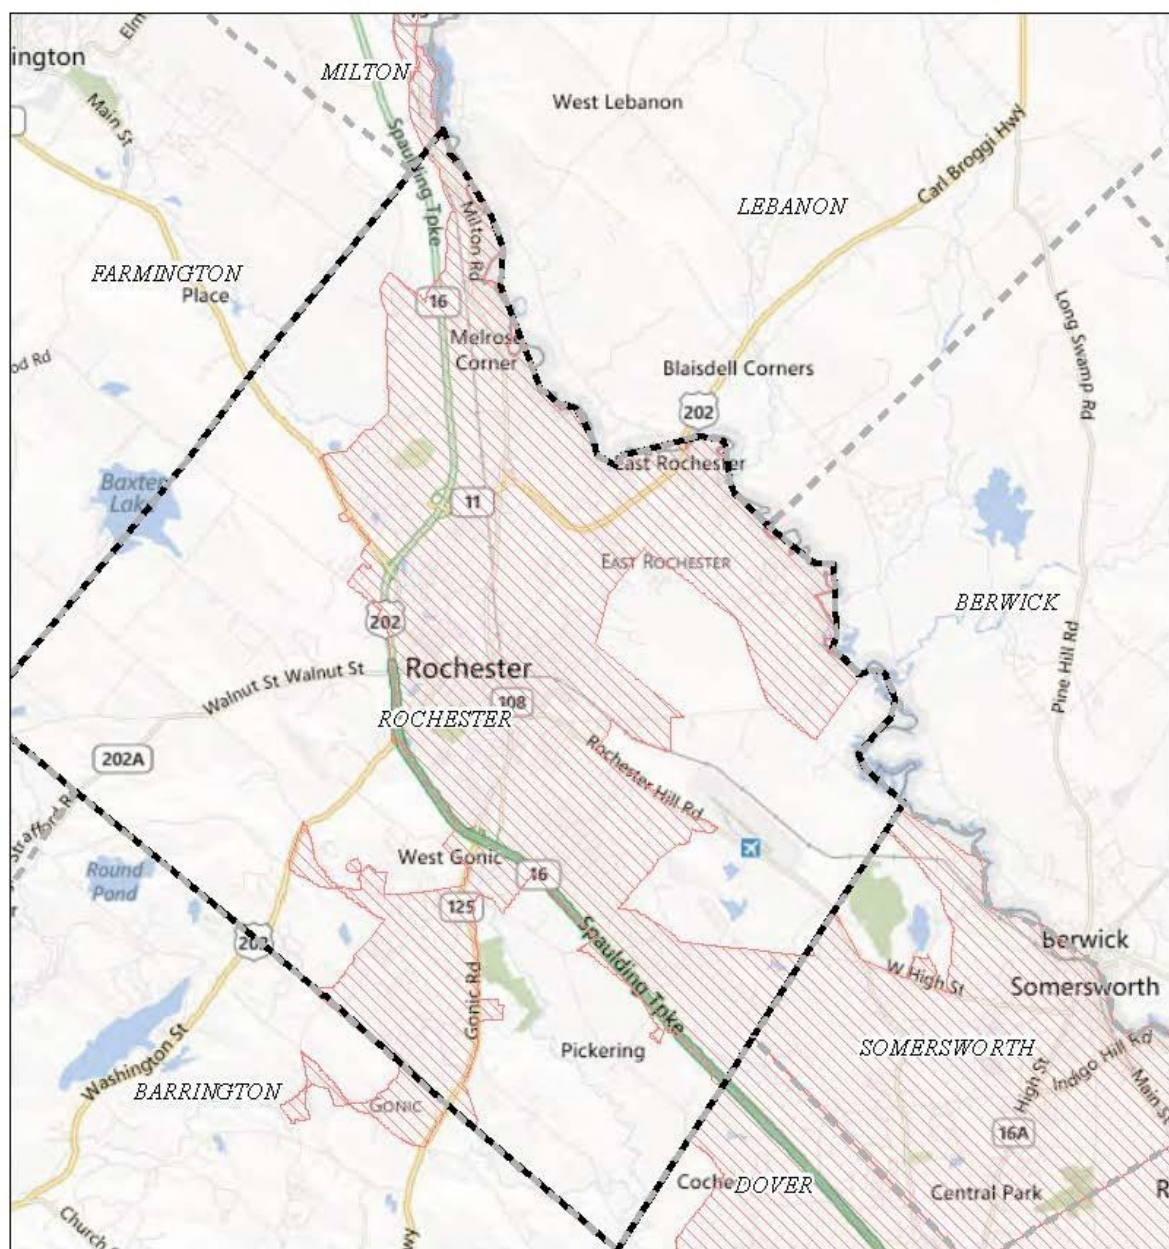 Elm
ington
MILTON
West Lebanon
Main St
Spaulding Tpke
Carl Broggi Hwy
LEBANON
Milton Rd
FARMINGTON
Place
16
Long Swamp Rd
Melrose
Corner
od Rd
Blaisdell Corners
202
East Rochester
Baxter
Lake
11
EAST ROCHESTER
BERWICK
202
Rochester
Walnut St Walnut St
Pine Hill Rd
108
ROCHESTER
202A
Rochester Hill Rd
Round
Pond
West Gonic
16
125
202
Berwick
W High St
Somersworth
Gonic Rd
Spaulding Tpke
Pickering
SOMERSWORTH
Washington St
High St
Indigo Hill Rd
Main St
BARRINGTON
GONIC
16A
Coche
DOVER
Central Park
R
Church
wy